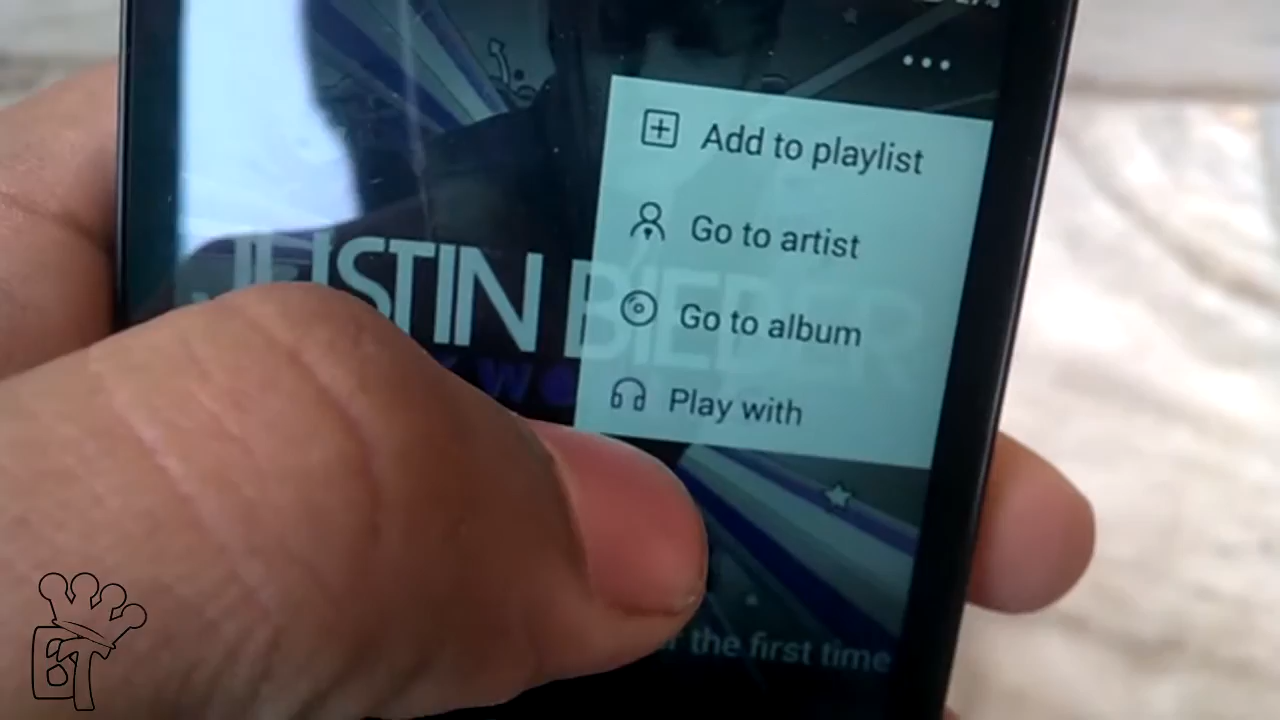 Add to playlist
Go to artist
JUSTIN BIEBER
Go to album
Play with
the first time